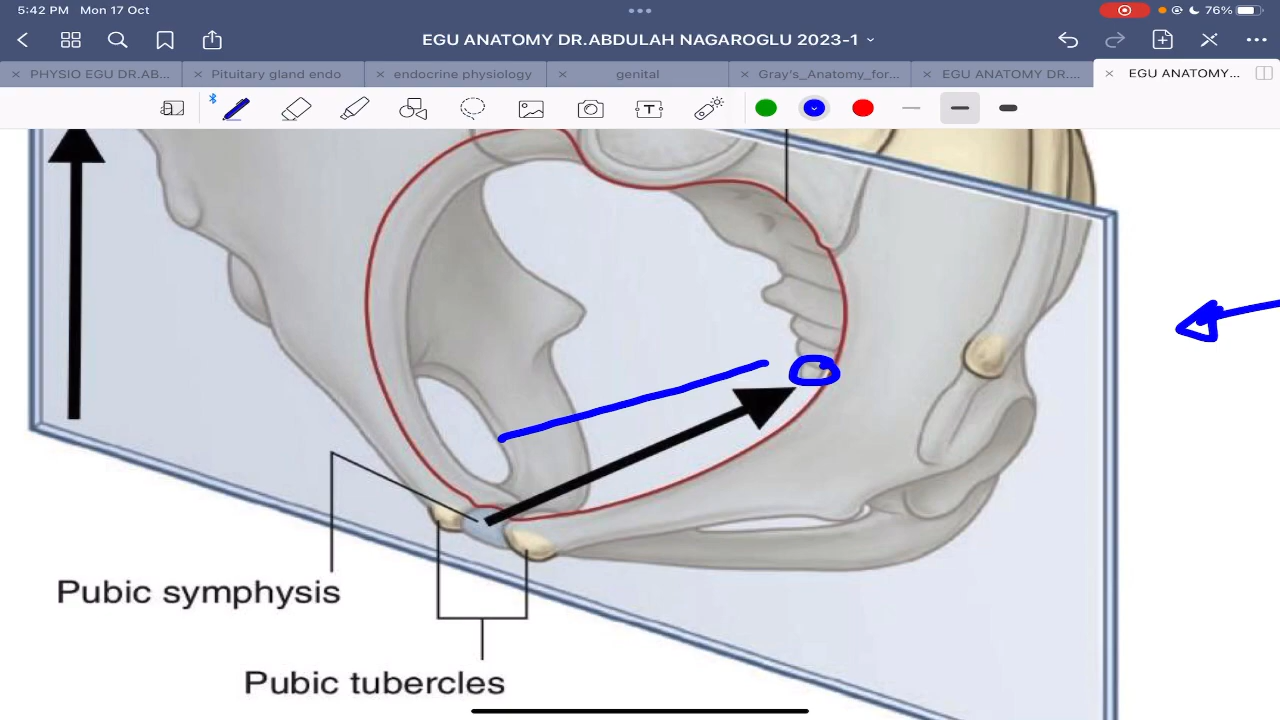 5:42 PM Mon 17 Oct
76%
EGU ANATOMY DR.ABDULAH NAGAROGLU 2023-1
PHYSIO EGU DR.AB...
Pituitary gland endo
endocrine physiology
genital
Gray's_Anatomy_for...
EGU ANATOMY DR....
EGU ANATOMY...
T
Pubic symphysis
Pubic tubercles